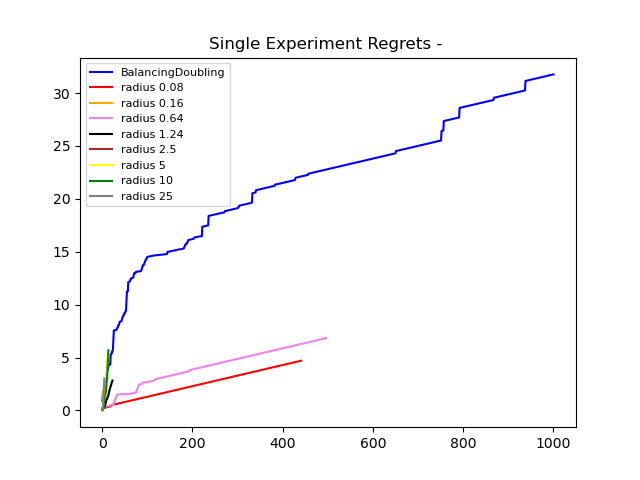 Single Experiment Regrets -
BalancingDoubling
radius 0.08
radius 0.16
radius 0.64
radius 1.24
radius 2.5
radius 5
radius 10
radius 25
30
25
20
15
10
5
0
0 200 400 600 800 1000